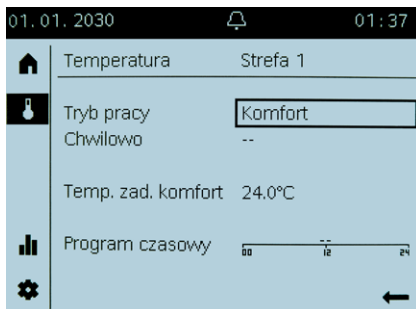 01.01.2030 01:37
Temperatura Strefa 1
Tryb pracy Komfort
Chwilowo --
Temp. zad. komfort 24.0°C
Program czasowy --
00 12 24